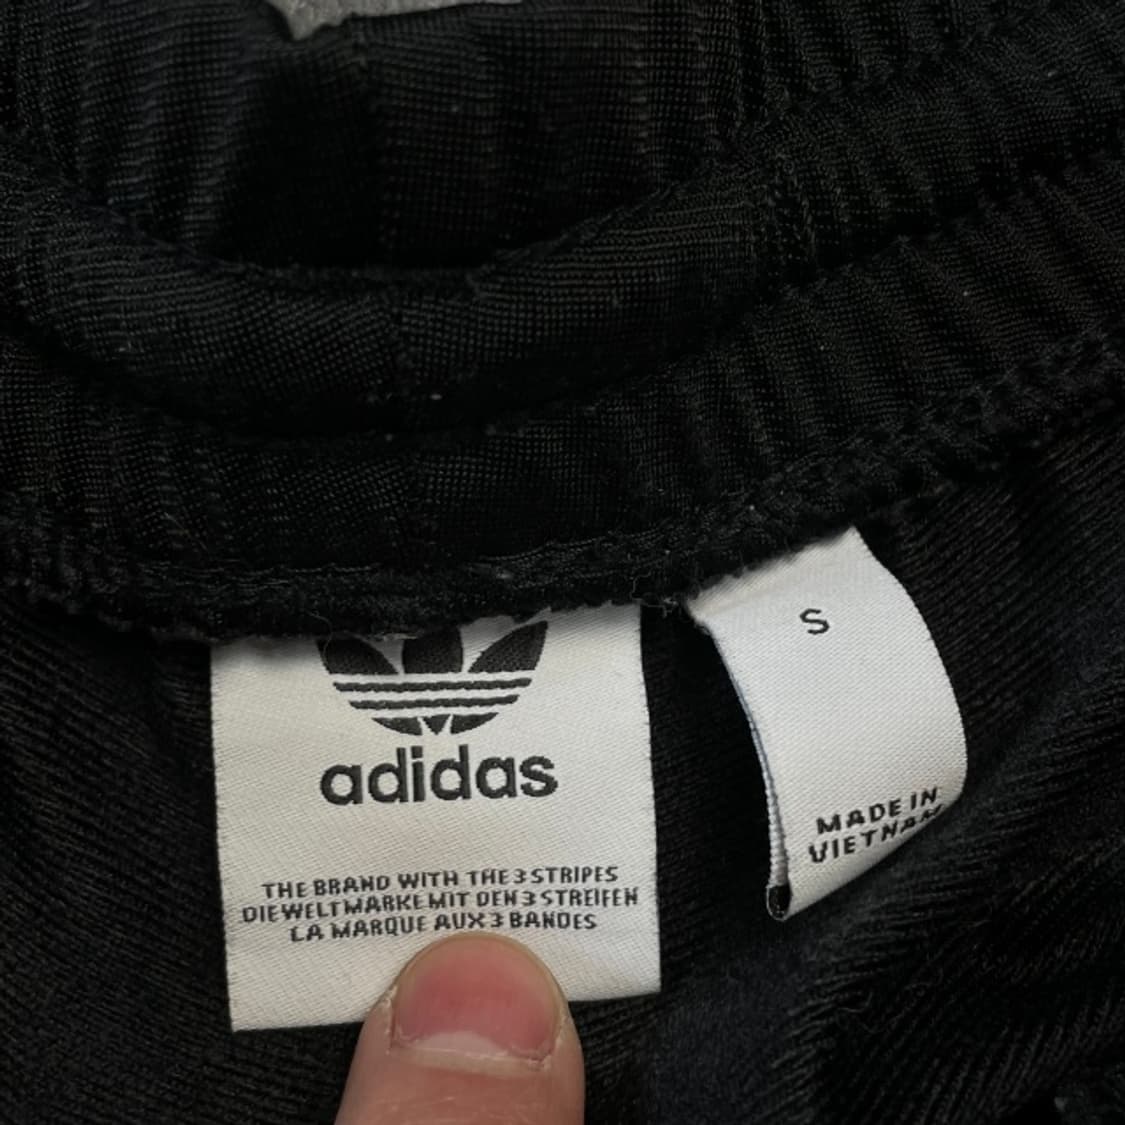 adidas
THE BRAND WITH THE 3 STRIPES
DIE WELTMARKE MIT DEN 3 STREIFEN
LA MARQUE AUX 3 BANDES
S
MADE IN
VIETNAM